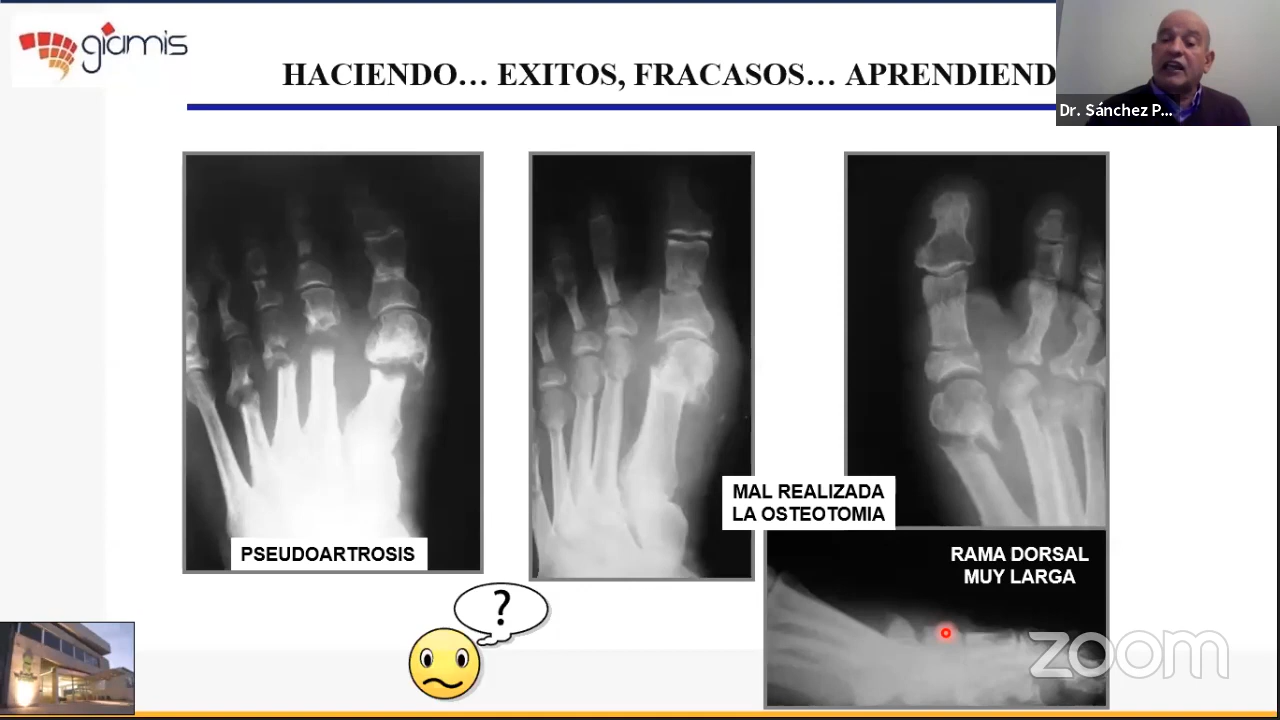 giamis
HACIENDO… EXITOS, FRACASOS… APRENDIEND
Dr. Sánchez P...
MAL REALIZADA
LA OSTEOTOMIA
PSEUDOARTROSIS
RAMA DORSAL
MUY LARGA
?
zoom